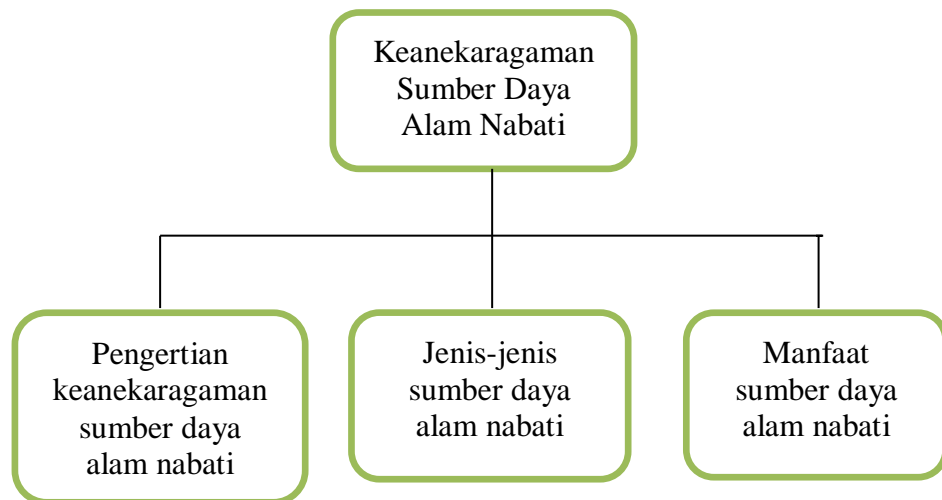 Keanekaragaman
Sumber Daya
Alam Nabati
Pengertian
keanekaragaman
sumber daya
alam nabati
Jenis-jenis
sumber daya
alam nabati
Manfaat
sumber daya
alam nabati